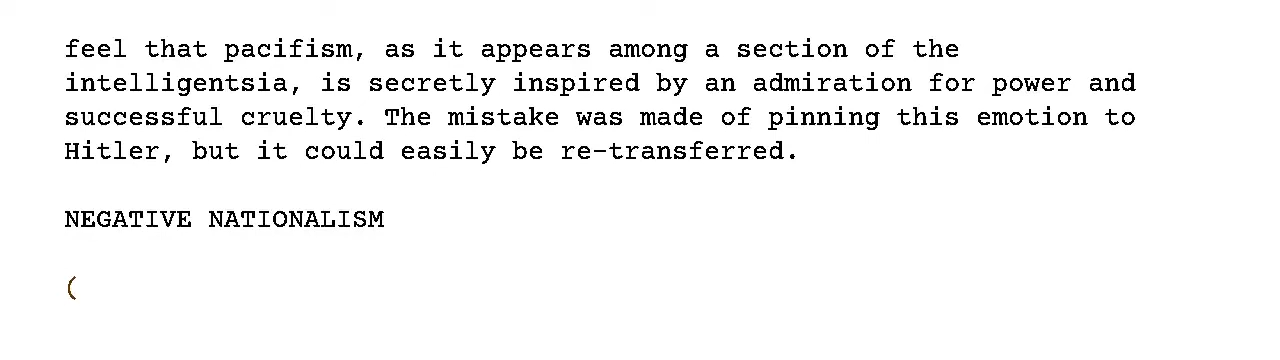 feel that pacifism, as it appears among a section of the
intelligentsia, is secretly inspired by an admiration for power and
successful cruelty. The mistake was made of pinning this emotion to
Hitler, but it could easily be re-transferred.
NEGATIVE NATIONALISM
(